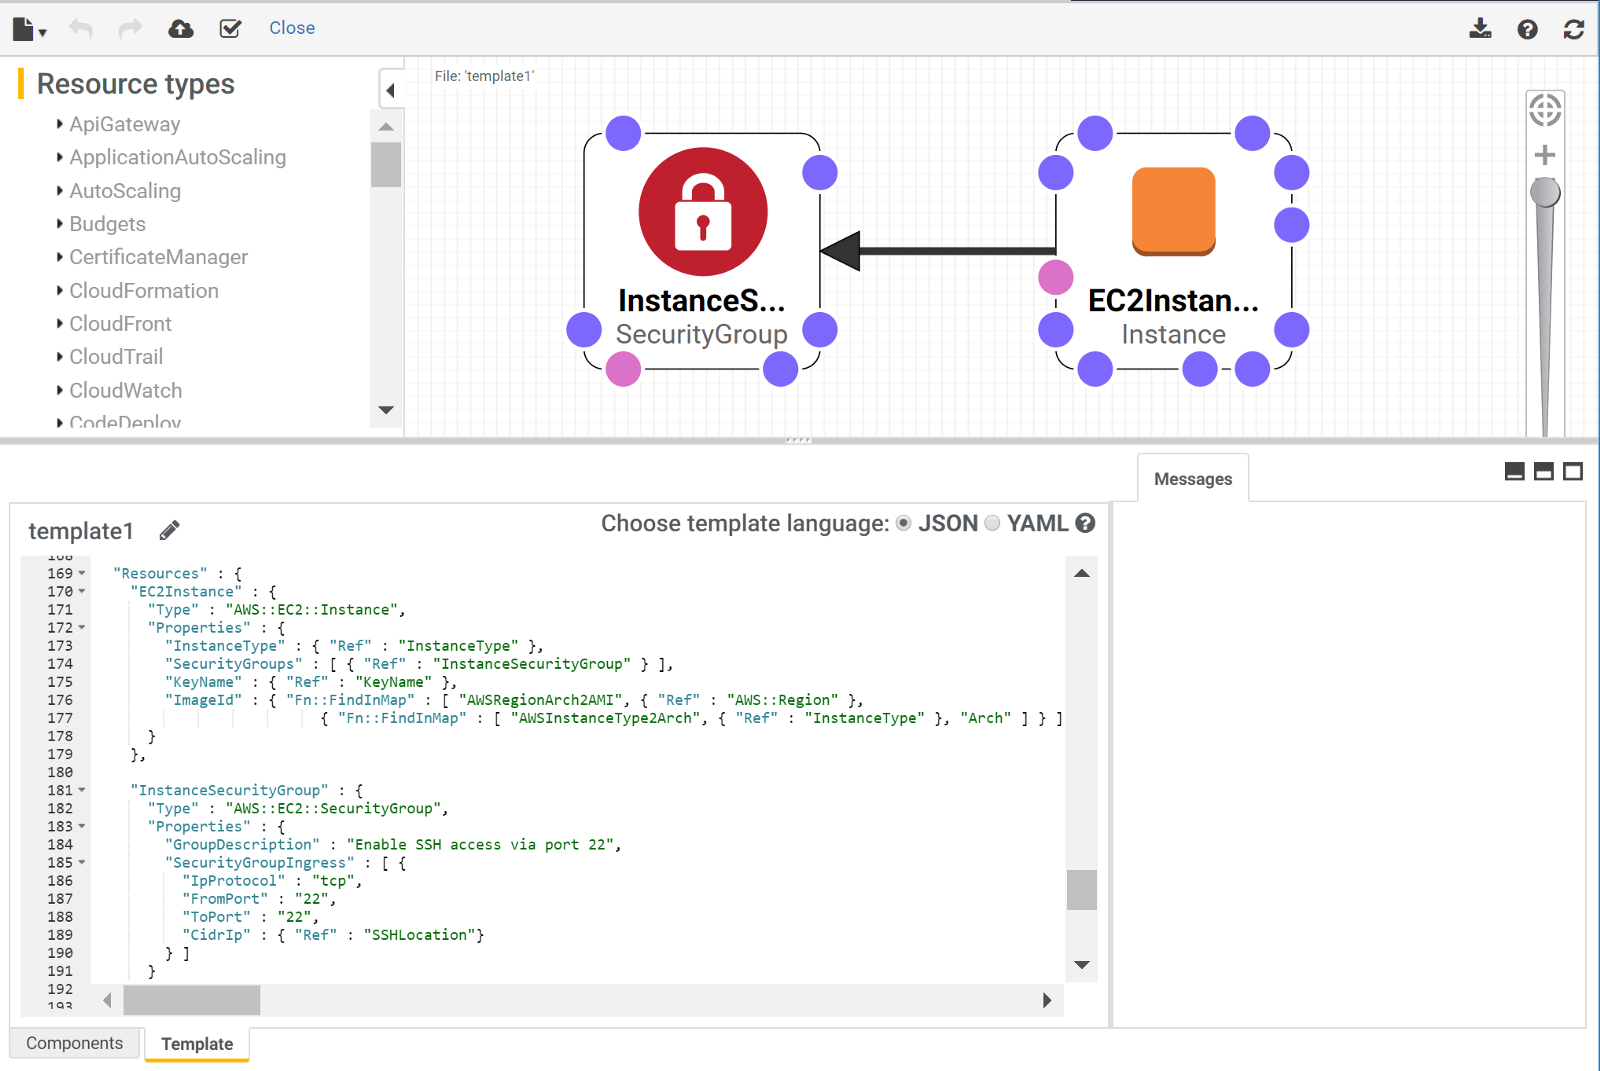 Close
Resource types
ApiGateway
ApplicationAutoScaling
AutoScaling
Budgets
CertificateManager
CloudFormation
CloudFront
CloudTrail
CloudWatch
CodeDeploy
File: 'template1'
InstanceS...
SecurityGroup
EC2Instan...
Instance
Messages
template1
Choose template language: JSON YAML
168
169 "Resources" : {
170 "EC2Instance" : {
171 "Type" : "AWS::EC2::Instance",
172 "Properties" : {
173 "InstanceType" : { "Ref" : "InstanceType" },
174 "SecurityGroups" : [ { "Ref" : "InstanceSecurityGroup" } ],
175 "KeyName" : { "Ref" : "KeyName" },
176 "ImageId" : { "Fn::FindInMap" : [ "AWSRegionArch2AMI", { "Ref" : "AWS::Region" },
177 { "Fn::FindInMap" : [ "AWSInstanceType2Arch", { "Ref" : "InstanceType" }, "Arch" ] } ]
178 }
179 },
180
181 "InstanceSecurityGroup" : {
182 "Type" : "AWS::EC2::SecurityGroup",
183 "Properties" : {
184 "GroupDescription" : "Enable SSH access via port 22",
185 "SecurityGroupIngress" : [ {
186 "IpProtocol" : "tcp",
187 "FromPort" : "22",
188 "ToPort" : "22",
189 "CidrIp" : { "Ref" : "SSHLocation"}
190 } ]
191 }
192
193
Components
Template